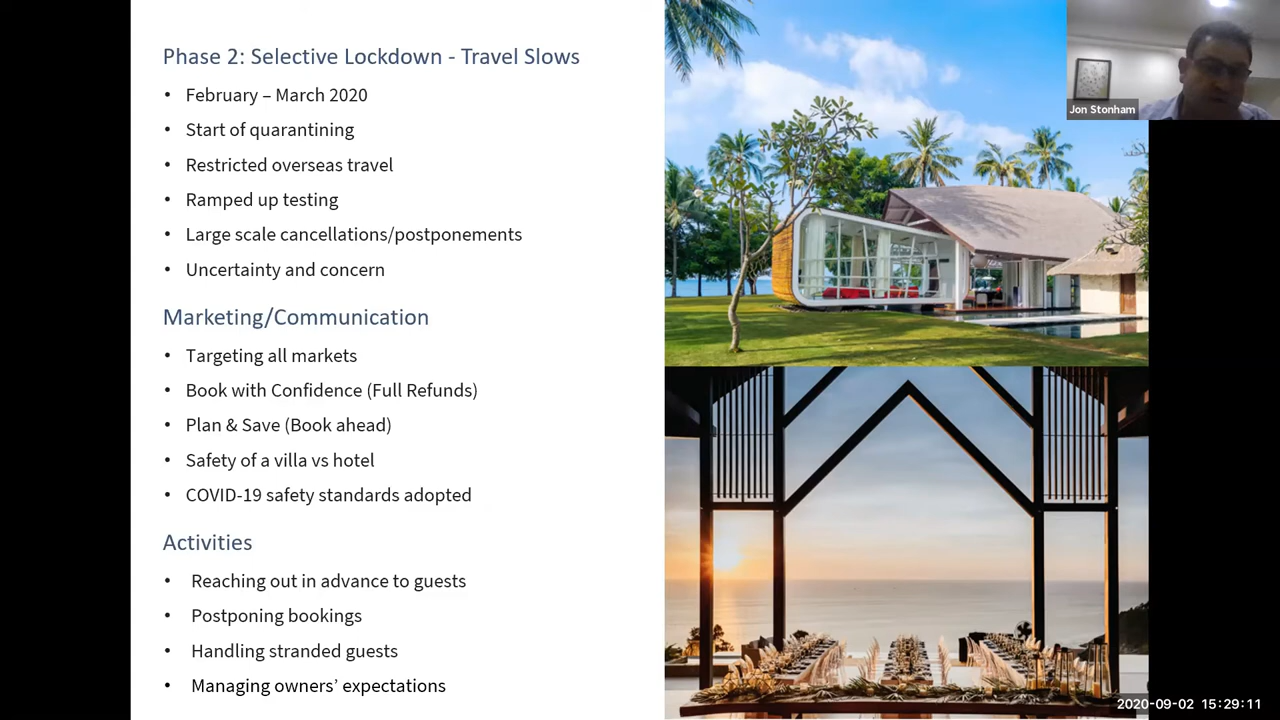 Phase 2: Selective Lockdown - Travel Slows
• February – March 2020
• Start of quarantining
• Restricted overseas travel
• Ramped up testing
• Large scale cancellations/postponements
• Uncertainty and concern
Marketing/Communication
• Targeting all markets
• Book with Confidence (Full Refunds)
• Plan & Save (Book ahead)
• Safety of a villa vs hotel
• COVID-19 safety standards adopted
Activities
• Reaching out in advance to guests
• Postponing bookings
• Handling stranded guests
• Managing owners’ expectations
Jon Stonham
2020-09-02 15:29:11